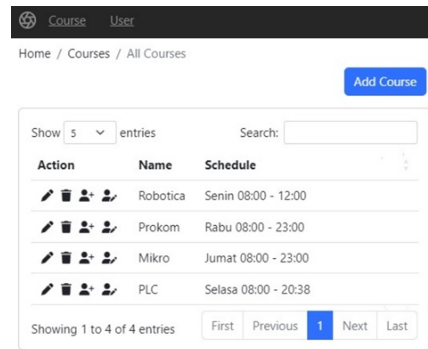 Course User
Home / Courses / All Courses
Add Course
Show 5 entries Search:
Action Name Schedule
Robotica Senin 08:00 - 12:00
Prokom Rabu 08:00 - 23:00
Mikro Jumat 08:00 - 23:00
PLC Selasa 08:00 - 20:38
Showing 1 to 4 of 4 entries First Previous 1 Next Last